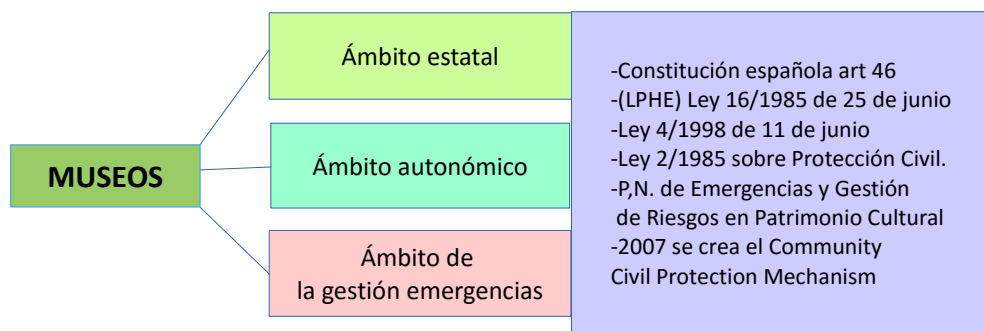 MUSEOS
Ámbito estatal
Ámbito autonómico
Ámbito de
la gestión emergencias
-Constitución española art 46
-(LPHE) Ley 16/1985 de 25 de junio
-Ley 4/1998 de 11 de junio
-Ley 2/1985 sobre Protección Civil.
-P,N. de Emergencias y Gestión
de Riesgos en Patrimonio Cultural
-2007 se crea el Community
Civil Protection Mechanism